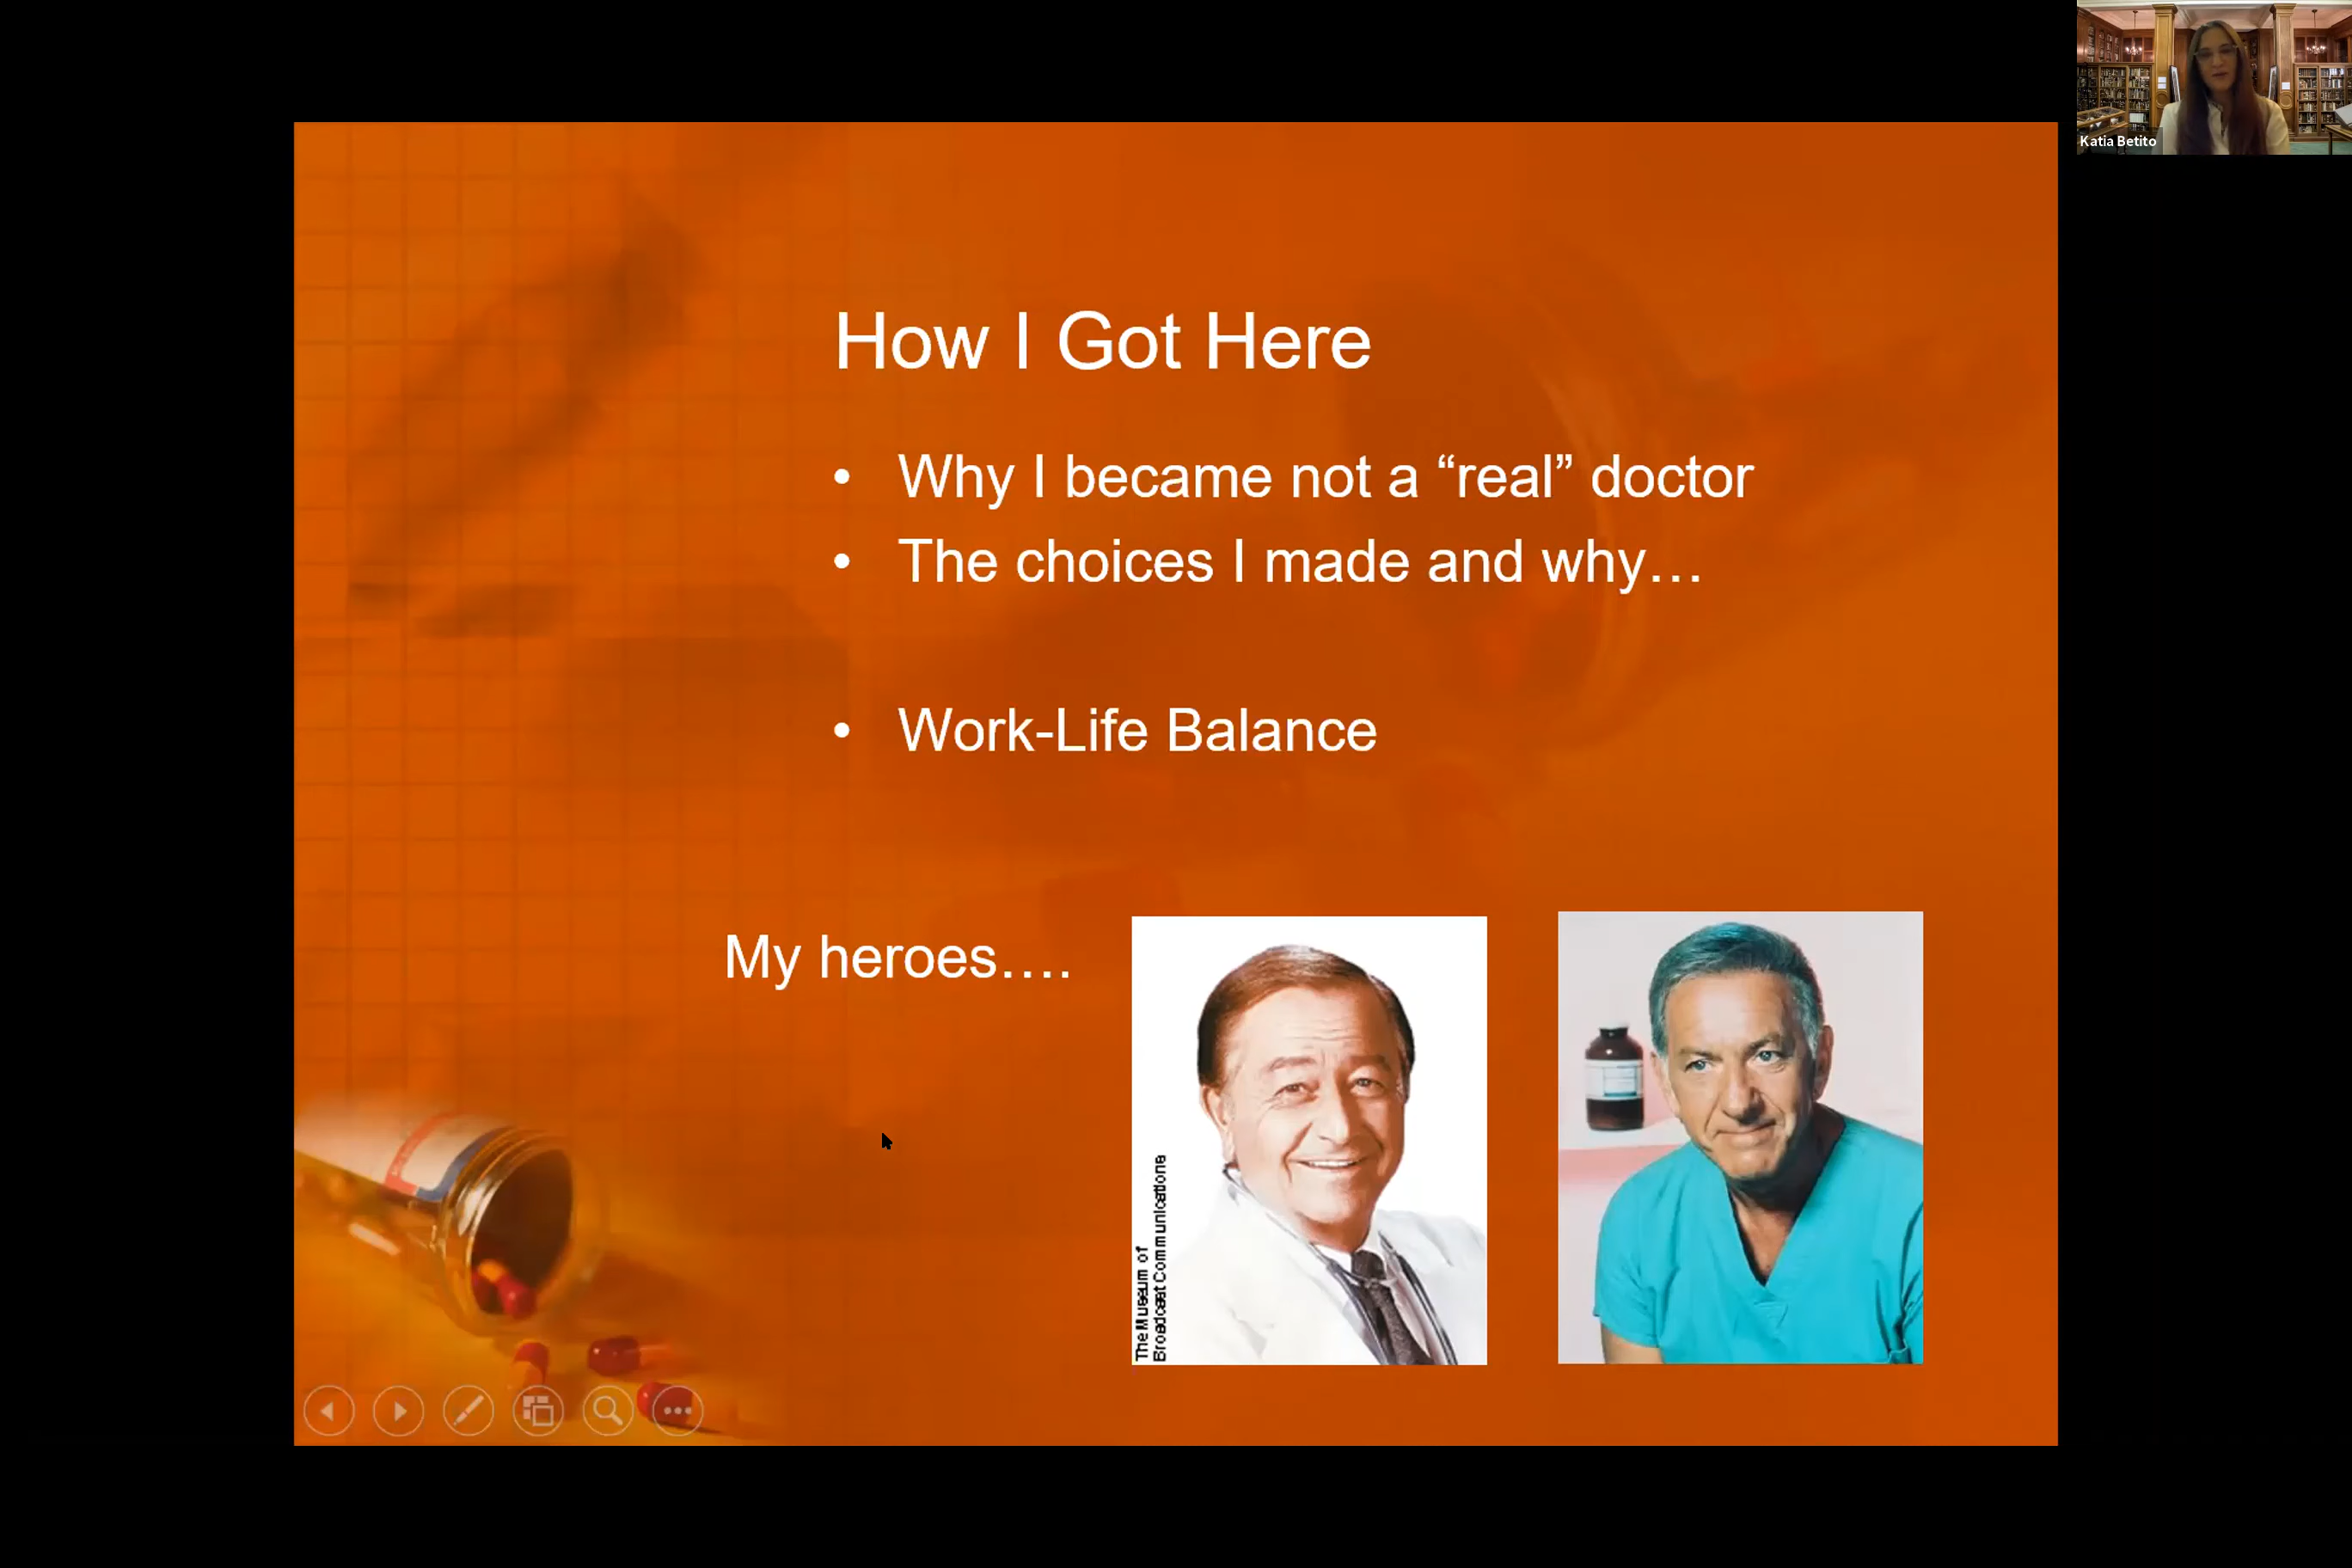 How I Got Here
• Why I became not a “real” doctor
• The choices I made and why…
• Work-Life Balance
My heroes….
The Museum of
Broadcast Communications
Katia Betito